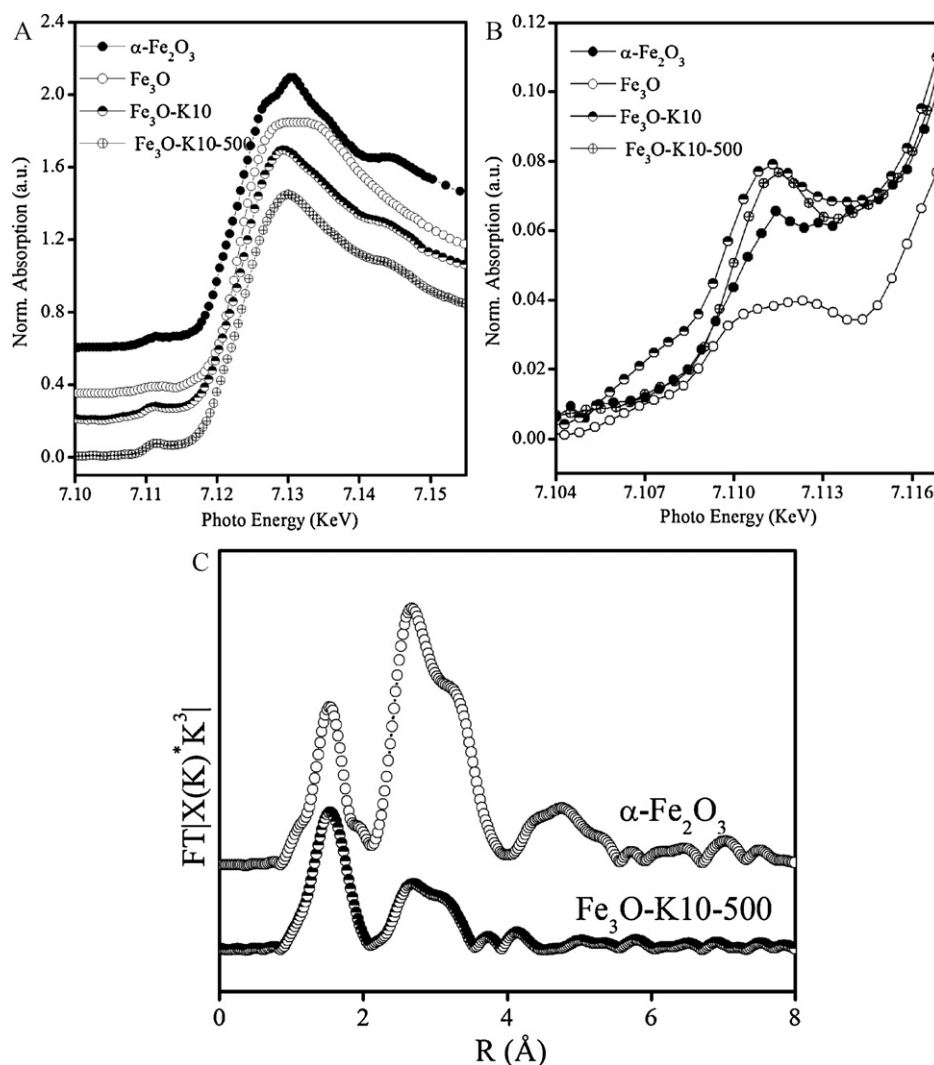 A
2.4
2.0
1.6
1.2
0.8
0.4
0.0
Norm. Absorption (a.u.)
α-Fe₂O₃
Fe₃O
Fe₃O-K10
Fe₃O-K10-500
7.10 7.11 7.12 7.13 7.14 7.15
Photo Energy (KeV)
B
0.12
0.10
0.08
0.06
0.04
0.02
0.00
Norm. Absorption (a.u.)
α-Fe₂O₃
Fe₃O
Fe₃O-K10
Fe₃O-K10-500
7.104 7.107 7.110 7.113 7.116
Photo Energy (KeV)
C
FT|X(K)*K³|
α-Fe₂O₃
Fe₃O-K10-500
0 2 4 6 8
R (Å)